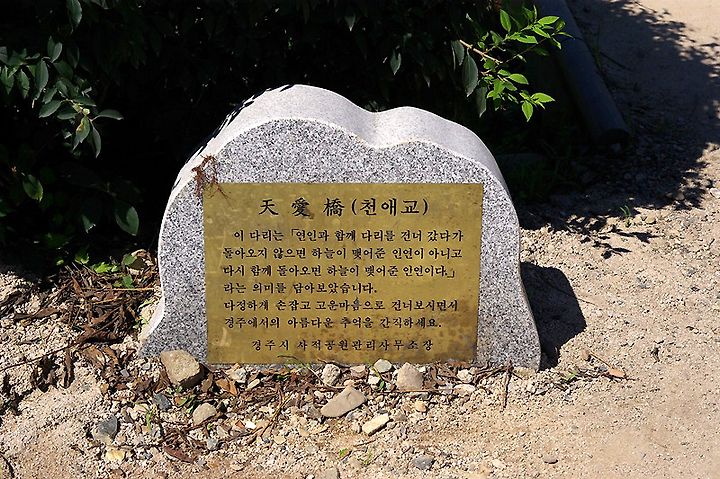 天愛橋(천애교)
이 다리는 「연인과 함께 다리를 건너 갔다가
돌아오지 않으면 하늘이 맺어준 인연이 아니고
다시 함께 돌아오면 하늘이 맺어준 인연이다.」
라는 의미를 담아보았습니다.
다정하게 손잡고 고운마음으로 건너보시면서
경주에서의 아름다운 추억을 간직하세요.
경주시 사적공원관리사무소장